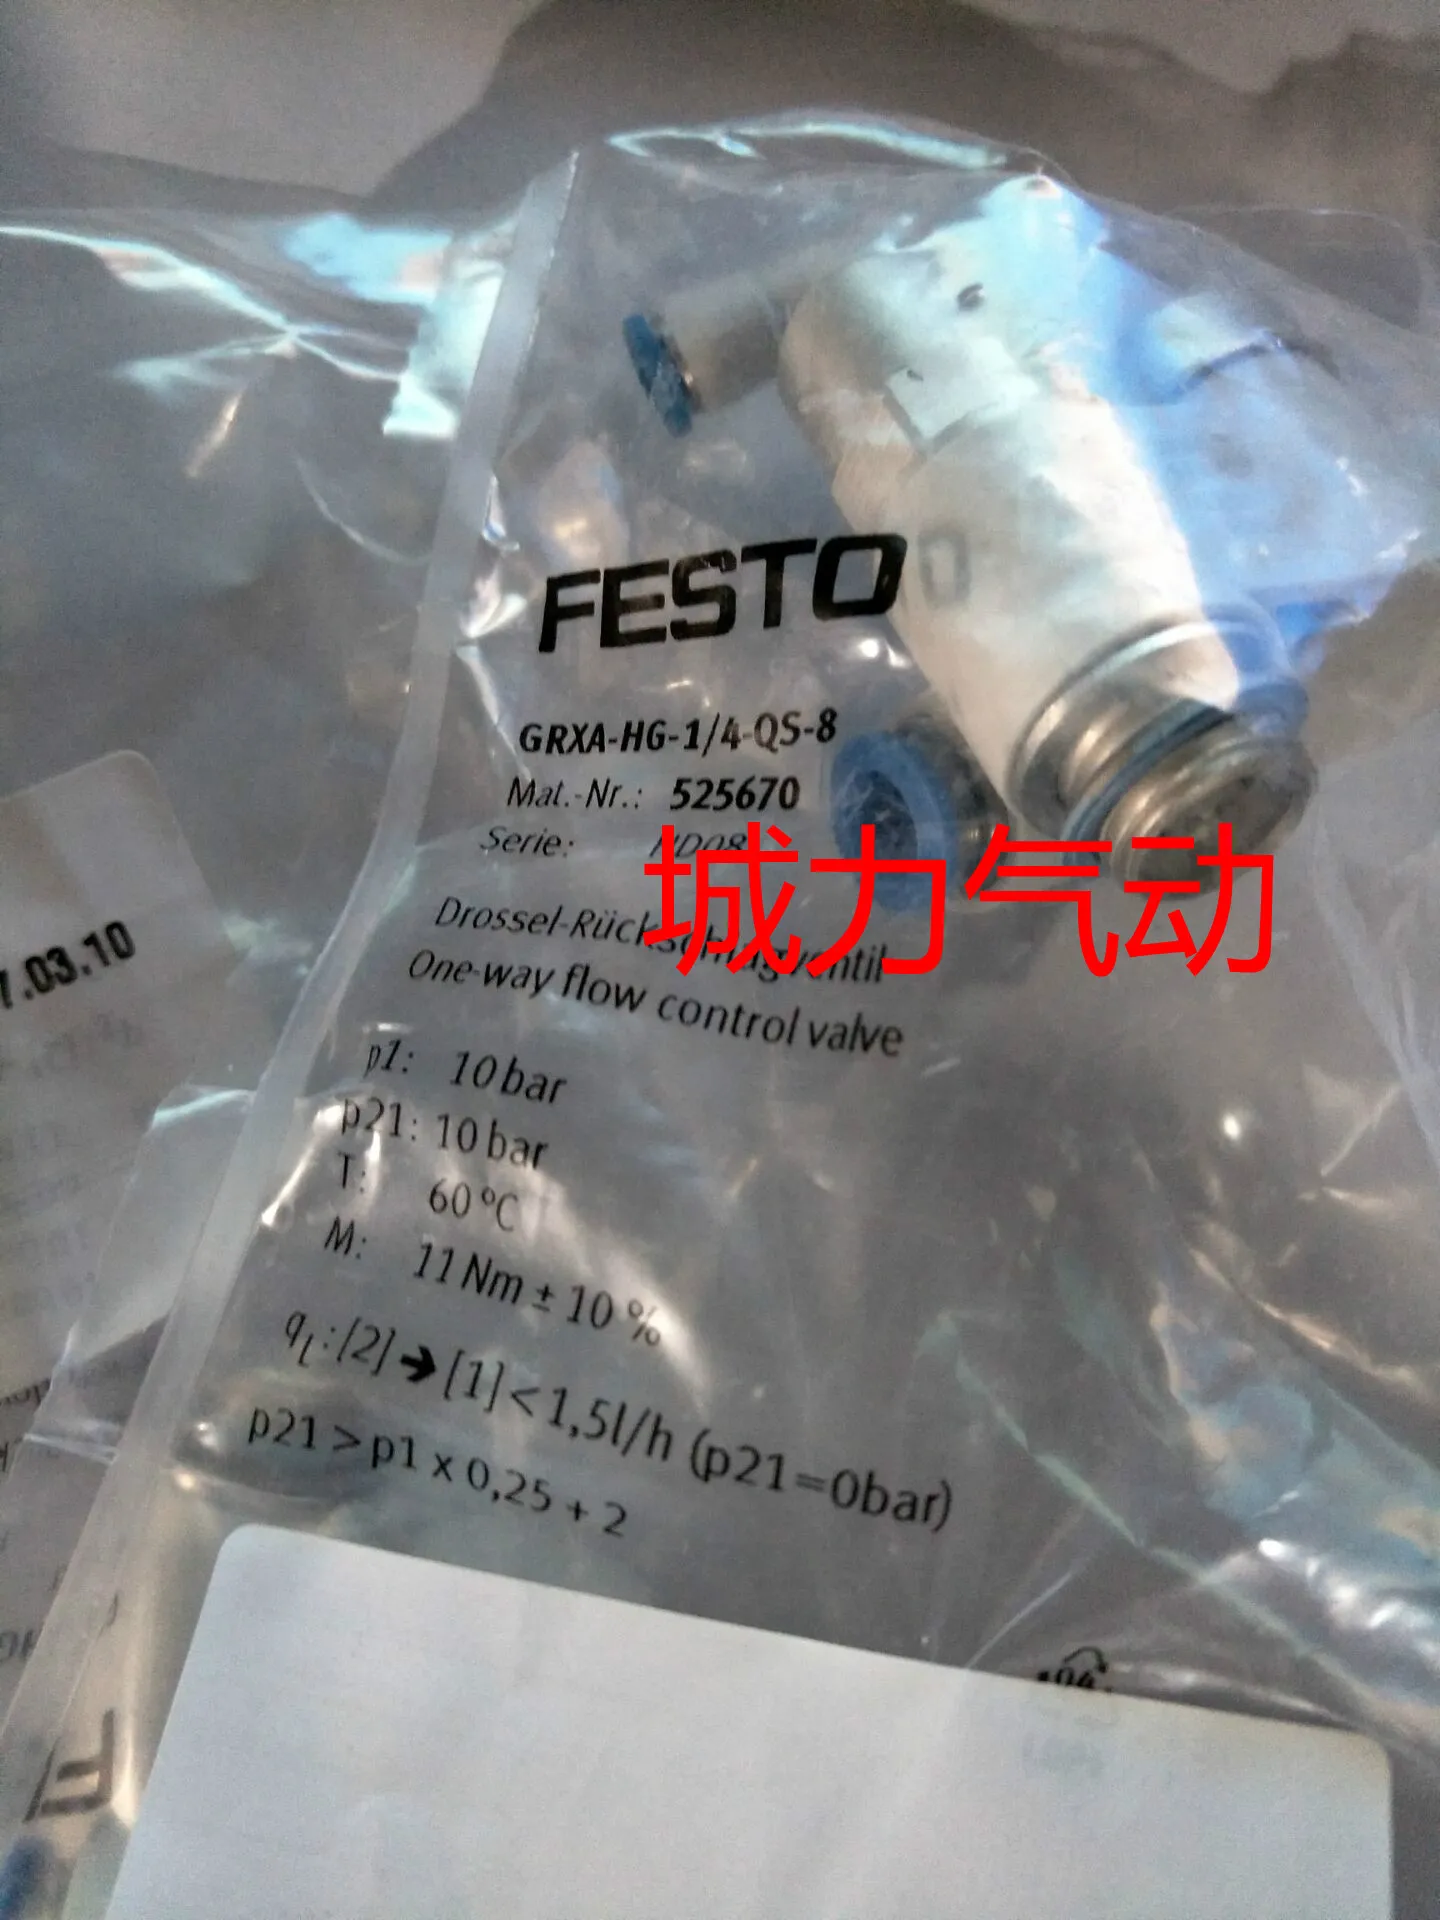 FESTO
GRXA-HG-1/4-QS-8
Mat.-Nr.: 525670
Serie: ND08
城力气动
Drossel-Rückschlagventil
One-way flow control valve
p1: 10 bar
p21: 10 bar
T: 60 °C
M: 11 Nm ± 10 %
qL: [2] → [1] < 1,5l/h (p21=0bar)
p21 > p1 x 0,25 + 2
.03.10